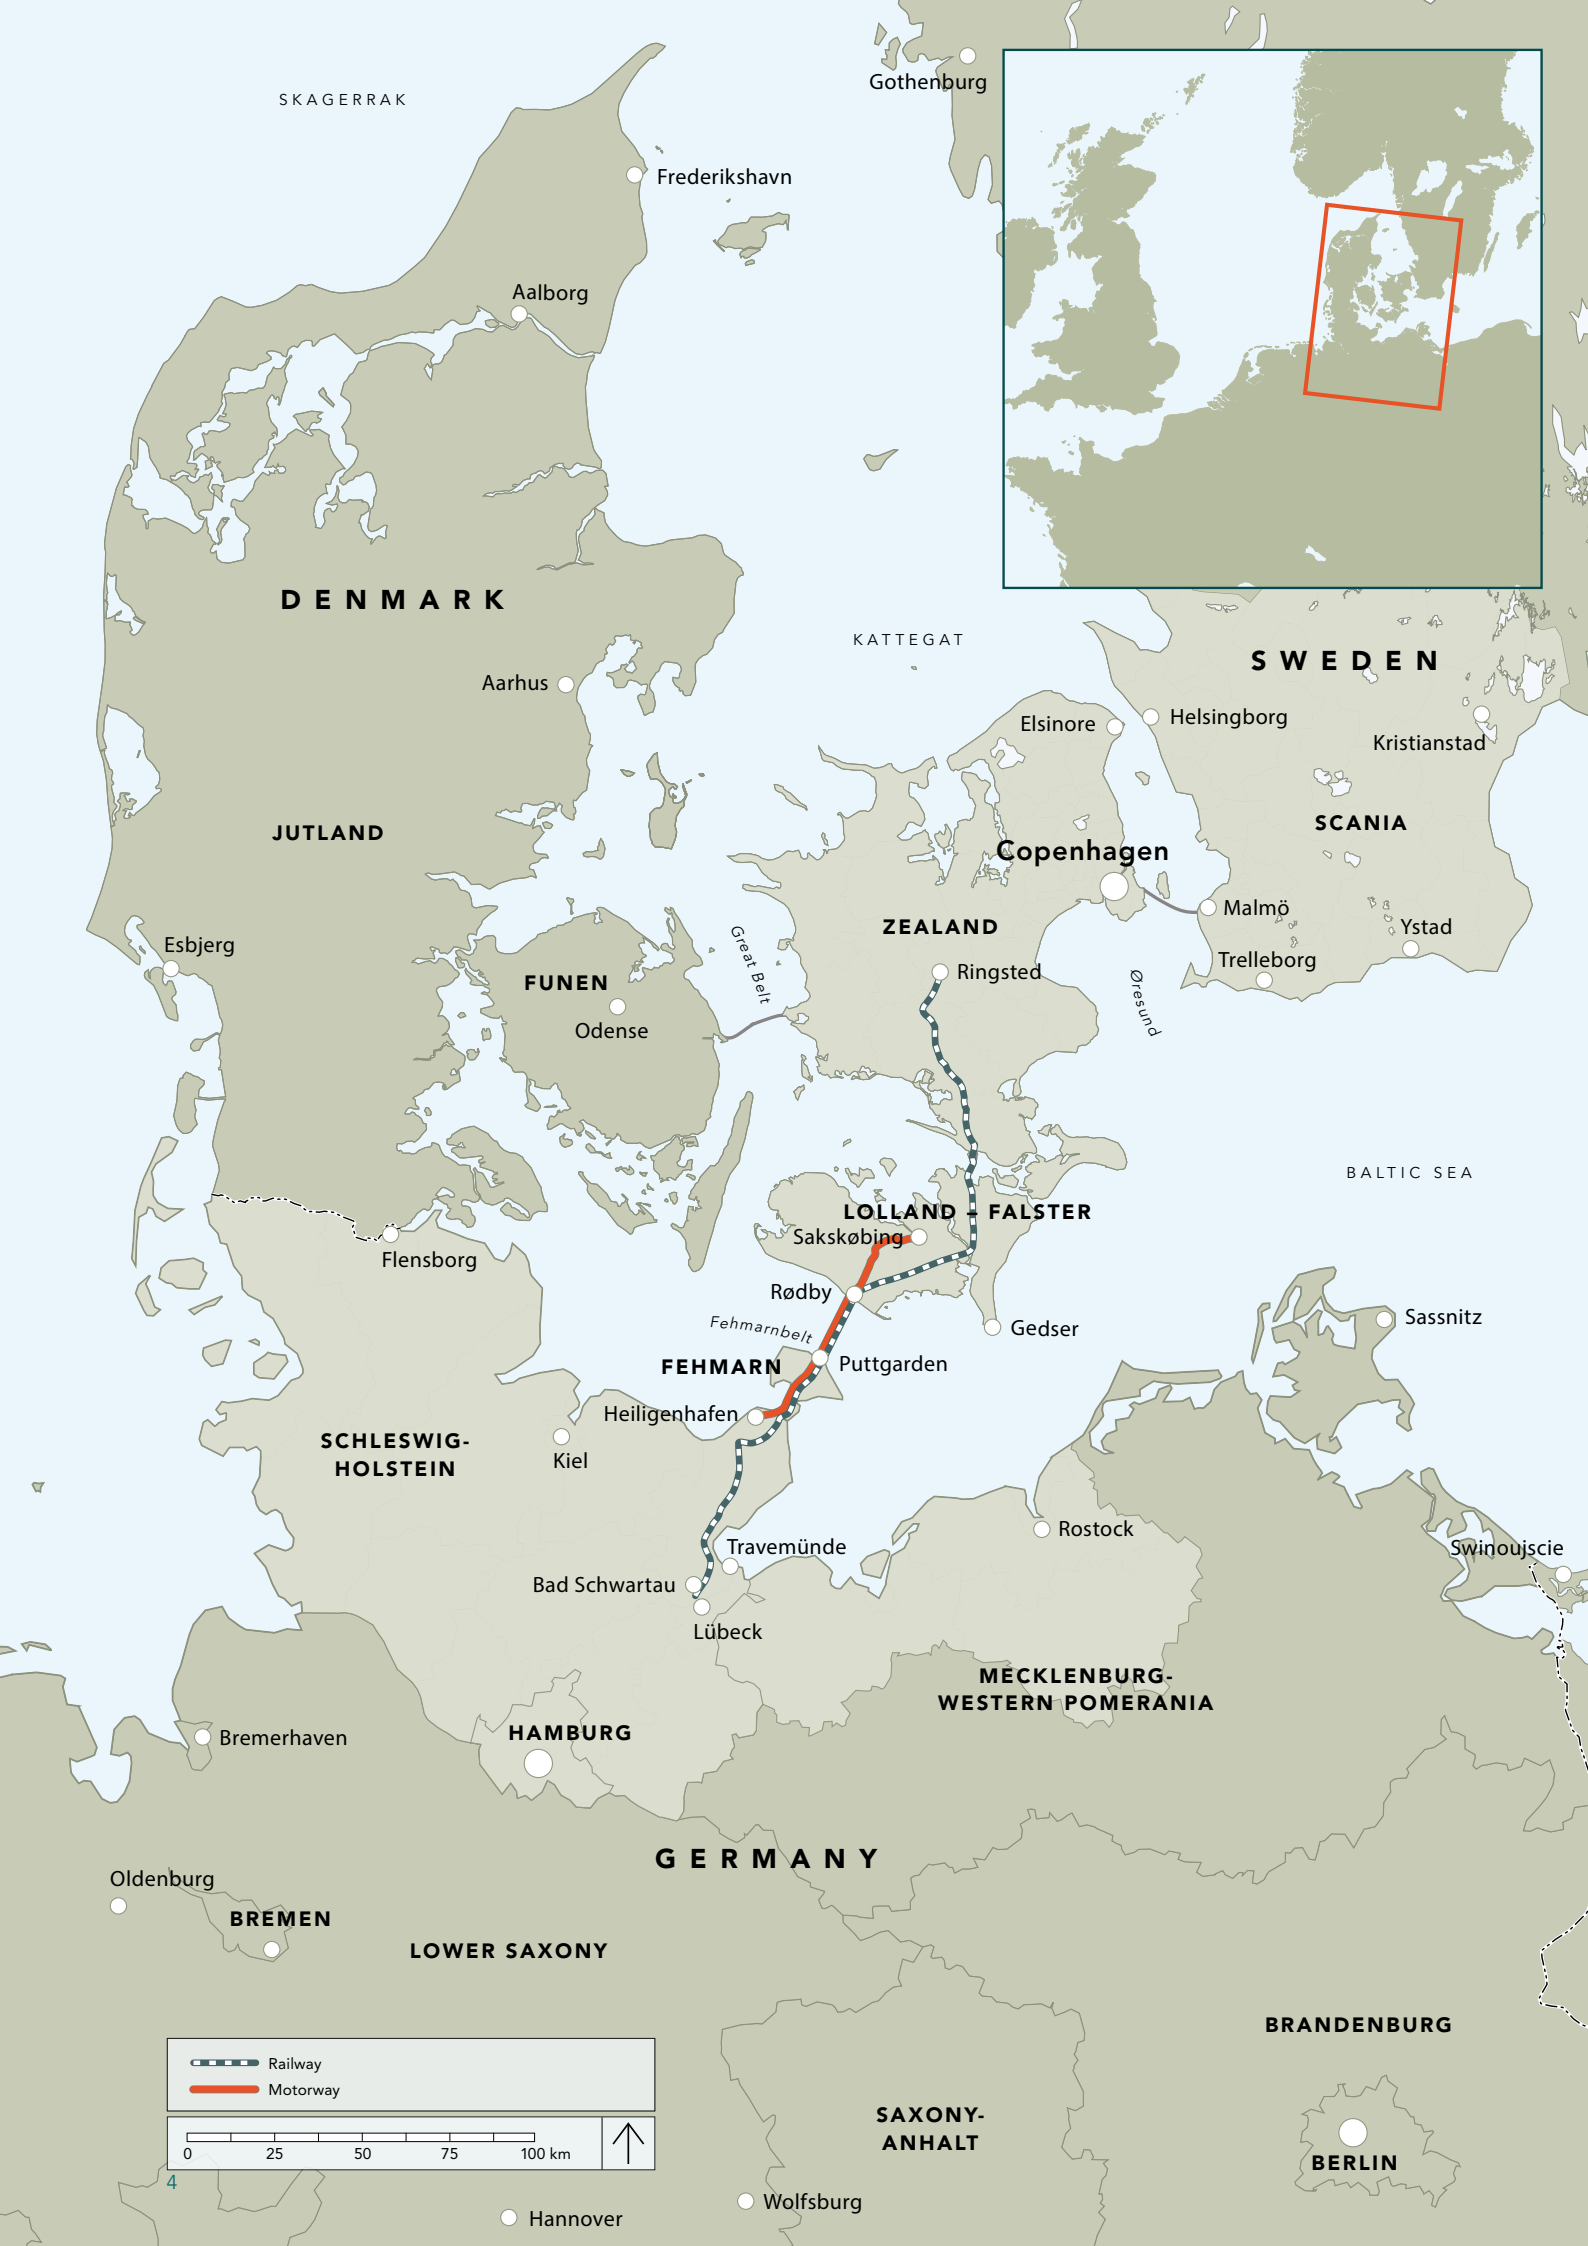 Gothenburg
SKAGERRAK
Frederikshavn
Aalborg
DENMARK
KATTEGAT
SWEDEN
Aarhus
Elsinore
Helsingborg
Kristianstad
JUTLAND
SCANIA
Copenhagen
Malmö
ZEALAND
Ystad
Esbjerg
Great Belt
Trelleborg
Ringsted
FUNEN
Øresund
Odense
BALTIC SEA
LOLLAND – FALSTER
Sakskøbing
Flensborg
Rødby
Sassnitz
Gedser
Fehmarnbelt
FEHMARN
Puttgarden
Heiligenhafen
SCHLESWIG-
HOLSTEIN
Kiel
Rostock
Travemünde
Swinoujscie
Bad Schwartau
Lübeck
MECKLENBURG-
WESTERN POMERANIA
HAMBURG
Bremerhaven
GERMANY
Oldenburg
BREMEN
LOWER SAXONY
BRANDENBURG
Railway
Motorway
SAXONY-
ANHALT
0 25 50 75 100 km
BERLIN
4
Wolfsburg
Hannover